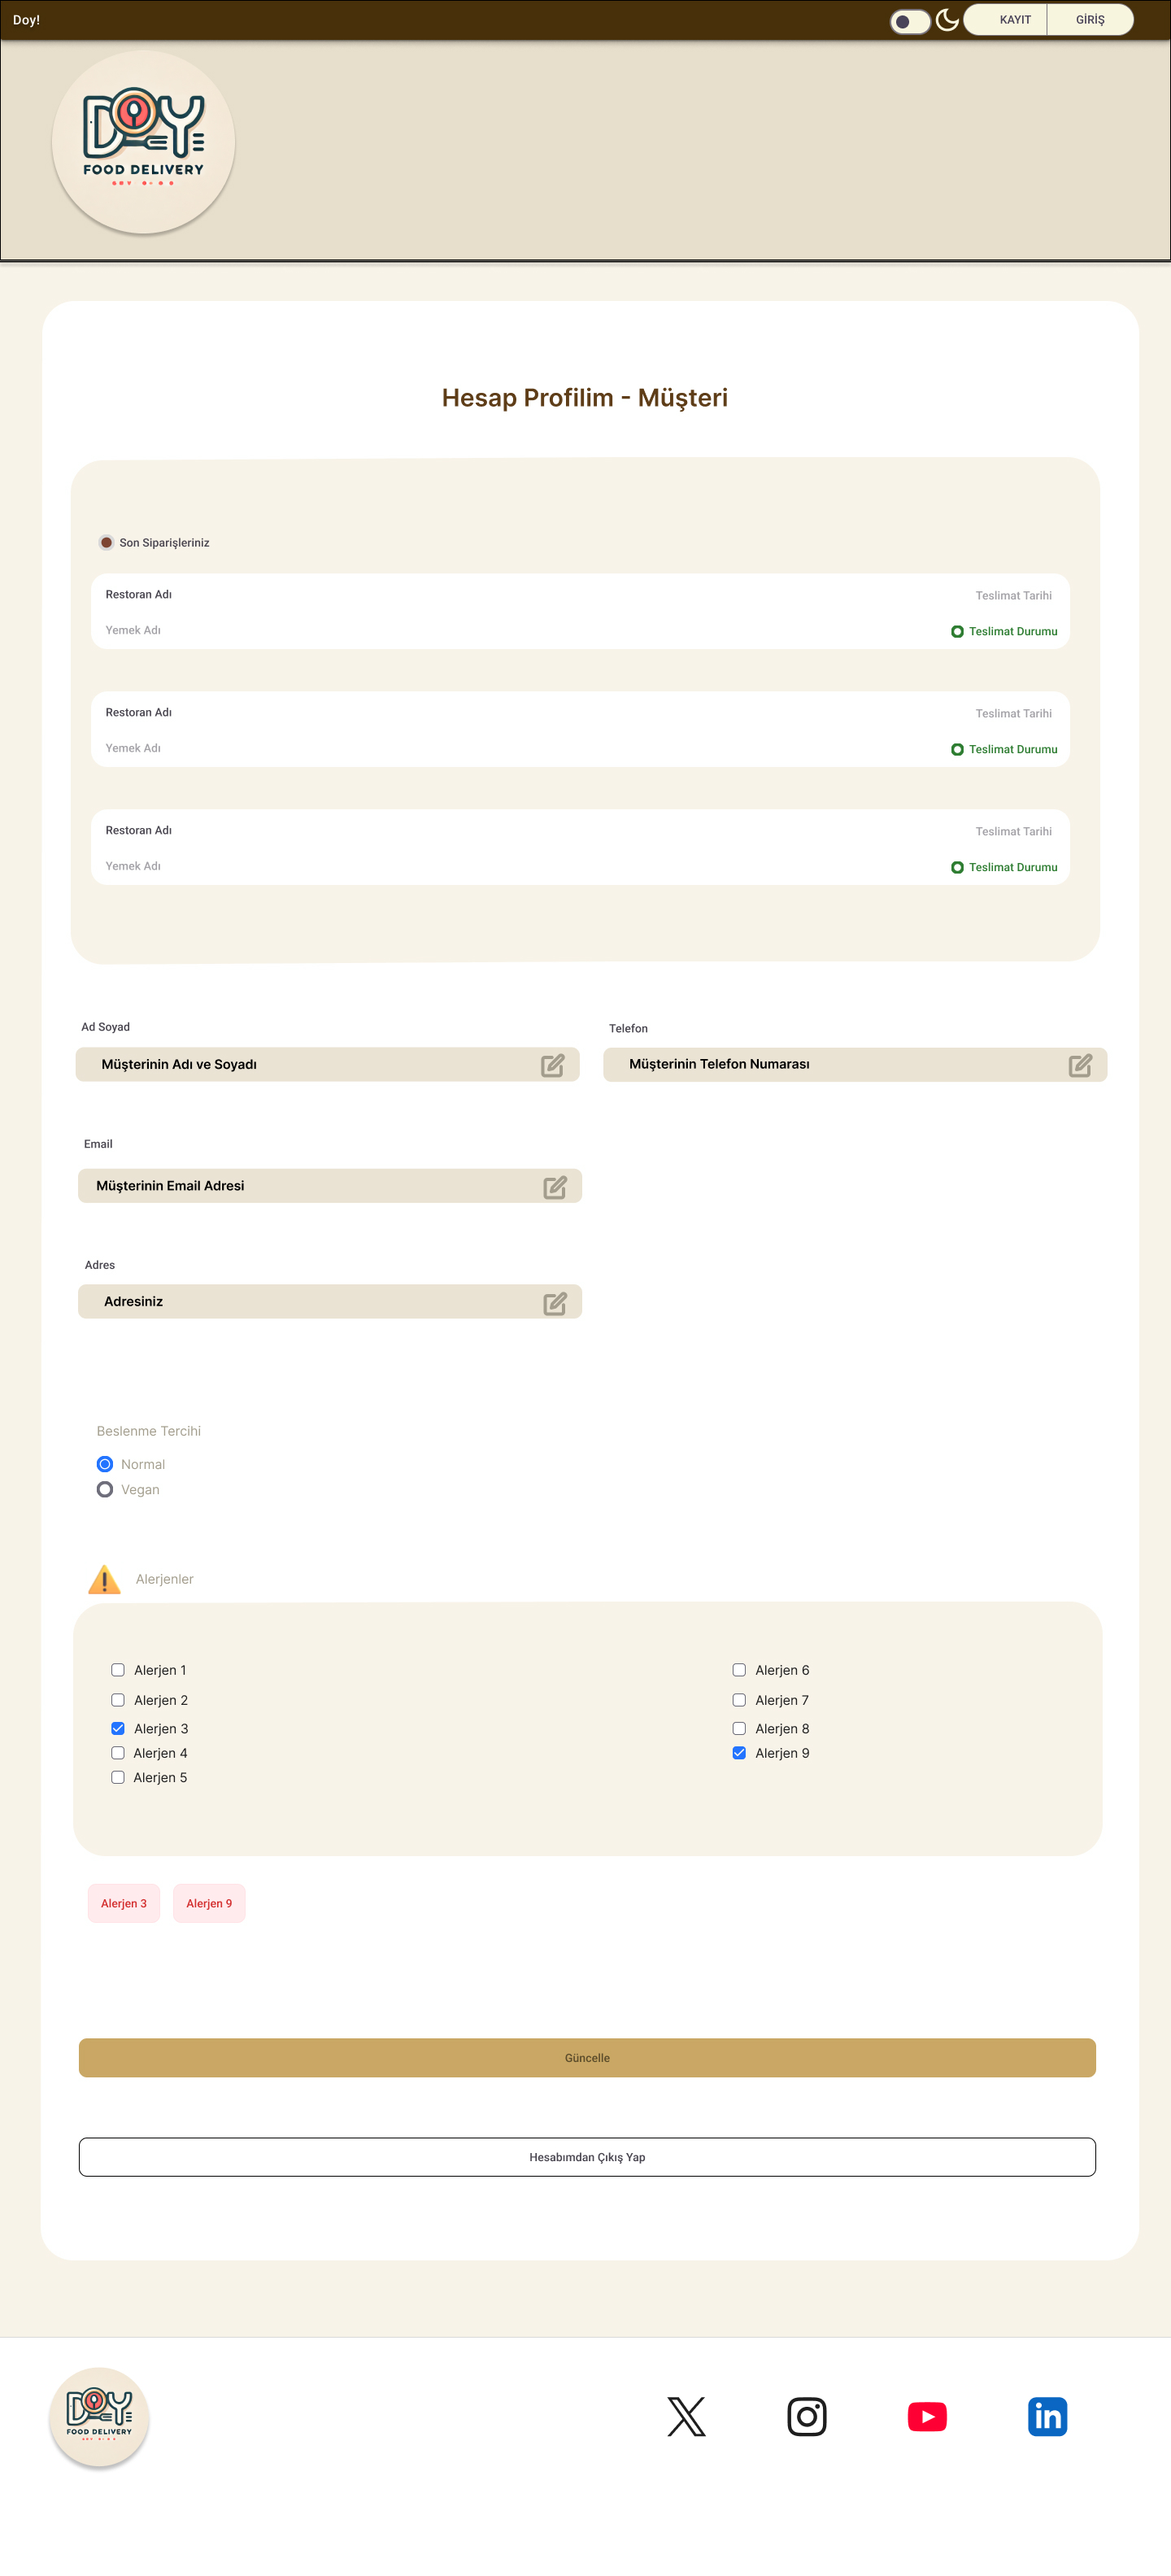 Doy!
KAYIT
GİRİŞ
DOY
FOOD DELIVERY
Hesap Profilim - Müşteri
Son Siparişleriniz
Restoran Adı
Teslimat Tarihi
Yemek Adı
Teslimat Durumu
Restoran Adı
Teslimat Tarihi
Yemek Adı
Teslimat Durumu
Restoran Adı
Teslimat Tarihi
Yemek Adı
Teslimat Durumu
Ad Soyad
Telefon
Müşterinin Adı ve Soyadı
Müşterinin Telefon Numarası
Email
Müşterinin Email Adresi
Adres
Adresiniz
Beslenme Tercihi
Normal
Vegan
Alerjenler
Alerjen 1
Alerjen 6
Alerjen 2
Alerjen 7
Alerjen 3
Alerjen 8
Alerjen 4
Alerjen 9
Alerjen 5
Alerjen 3
Alerjen 9
Güncelle
Hesabımdan Çıkış Yap
DOY
FOOD DELIVERY
in